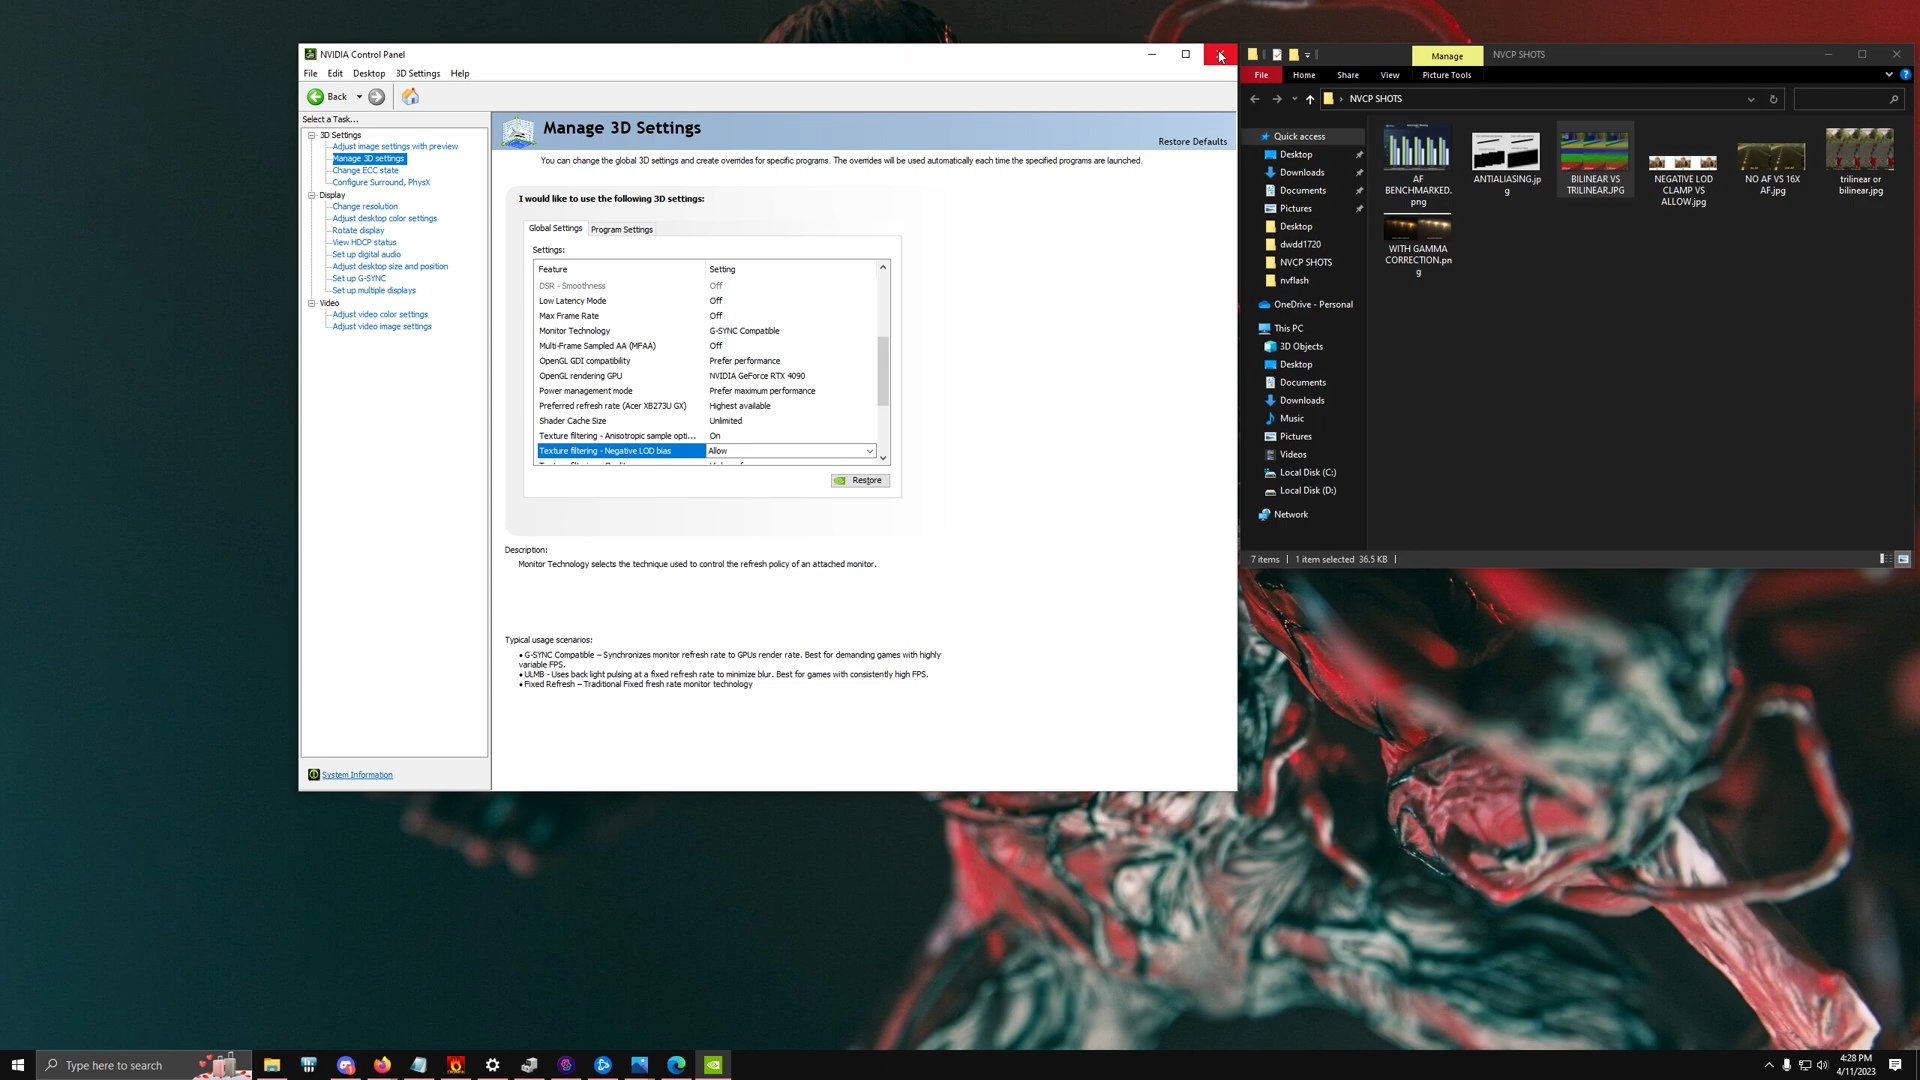 NVIDIA Control Panel
File Edit Desktop 3D Settings Help
Back
Select a Task...
3D Settings
Adjust image settings with preview
Manage 3D settings
Change ECC state
Configure Surround, PhysX
Display
Change resolution
Adjust desktop color settings
Rotate display
View HDCP status
Set up digital audio
Adjust desktop size and position
Set up G-SYNC
Set up multiple displays
Video
Adjust video color settings
Adjust video image settings
System Information
Manage 3D Settings
Restore Defaults
You can change the global 3D settings and create overrides for specific programs. The overrides will be used automatically each time the specified programs are launched.
I would like to use the following 3D settings:
Global Settings Program Settings
Settings:
Feature Setting
DSR - Smoothness Off
Low Latency Mode Off
Max Frame Rate Off
Monitor Technology G-SYNC Compatible
Multi-Frame Sampled AA (MFAA) Off
OpenGL GDI compatibility Prefer performance
OpenGL rendering GPU NVIDIA GeForce RTX 4090
Power management mode Prefer maximum performance
Preferred refresh rate (Acer XB273U GX) Highest available
Shader Cache Size Unlimited
Texture filtering - Anisotropic sample opti... On
Texture filtering - Negative LOD bias Allow
Restore
Description:
Monitor Technology selects the technique used to control the refresh policy of an attached monitor.
Typical usage scenarios:
• G-SYNC Compatible – Synchronizes monitor refresh rate to GPUs render rate. Best for demanding games with highly
variable FPS.
• ULMB - Uses back light pulsing at a fixed refresh rate to minimize blur. Best for games with consistently high FPS.
• Fixed Refresh – Traditional Fixed fresh rate monitor technology
Manage NVCP SHOTS
File Home Share View Picture Tools
NVCP SHOTS
Quick access
Desktop
Downloads
Documents
Pictures
Desktop
dwdd1720
NVCP SHOTS
nvflash
OneDrive - Personal
This PC
3D Objects
Desktop
Documents
Downloads
Music
Pictures
Videos
Local Disk (C:)
Local Disk (D:)
Network
AF
BENCHMARKED.
png
ANTIALIASING.jp
g
BILINEAR VS
TRILINEAR.JPG
NEGATIVE LOD
CLAMP VS
ALLOW.jpg
NO AF VS 16X
AF.jpg
trilinear or
bilinear.jpg
WITH GAMMA
CORRECTION.pn
g
7 items 1 item selected 36.5 KB
Type here to search
4:28 PM
4/11/2023